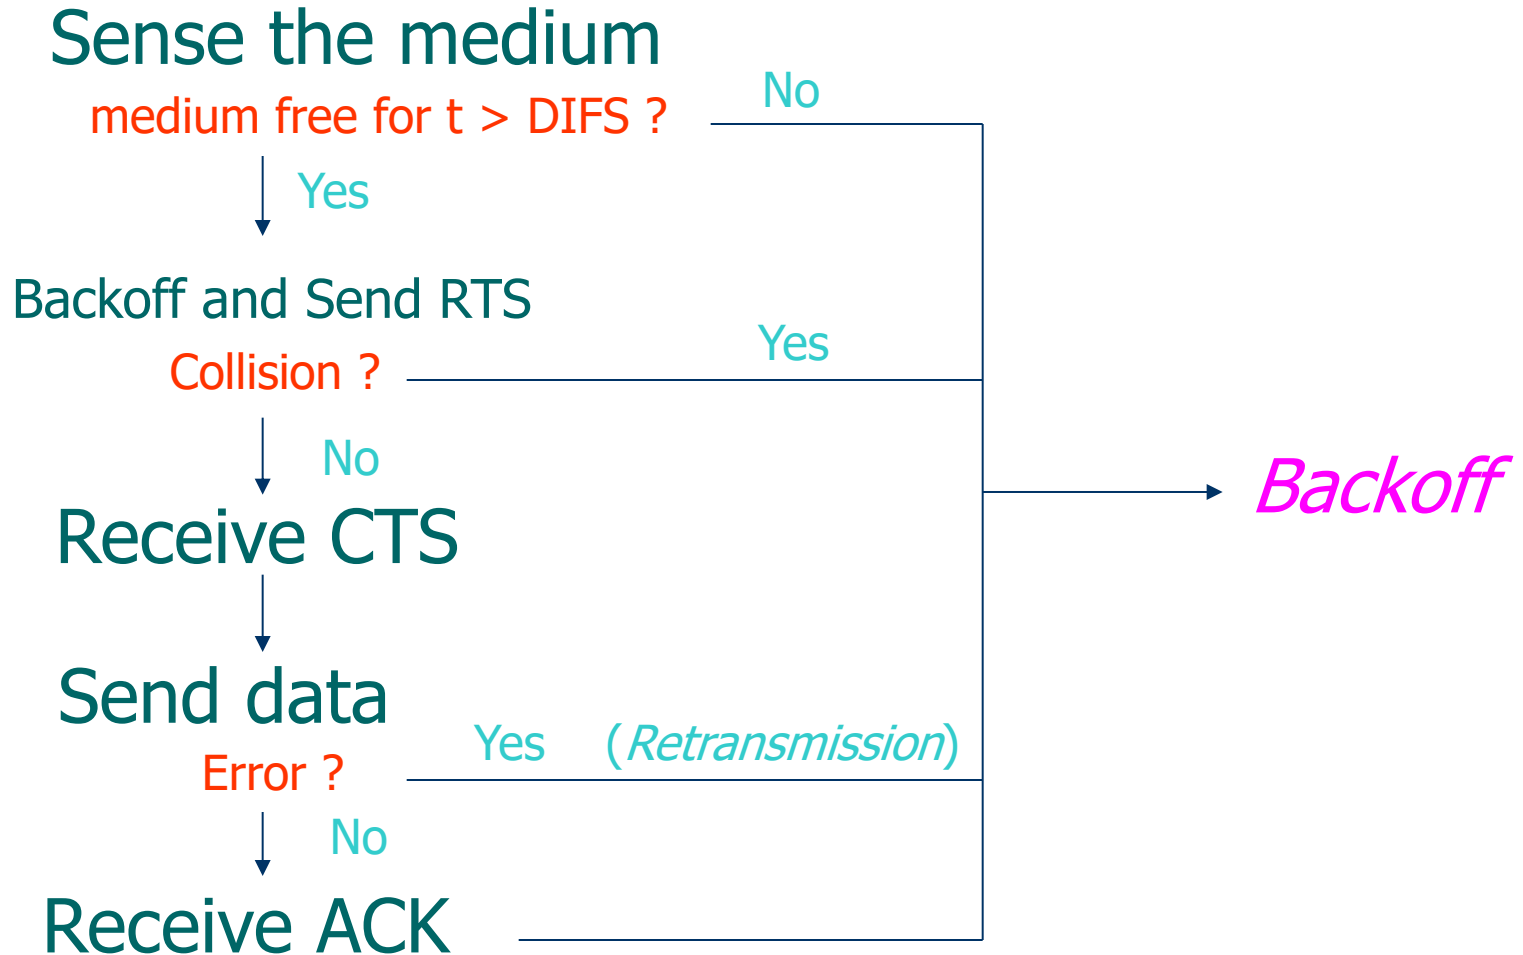 Sense the medium
medium free for t > DIFS ?
No
Yes
Backoff and Send RTS
Collision ?
Yes
No
Receive CTS
Backoff
Send data
Error ?
Yes (Retransmission)
No
Receive ACK